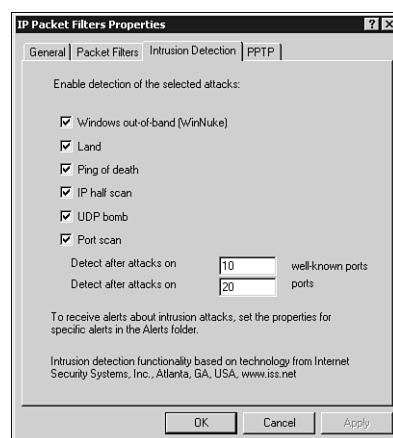 IP Packet Filters Properties
General Packet Filters Intrusion Detection PPTP
Enable detection of the selected attacks:
Windows out-of-band (WinNuke)
Land
Ping of death
IP half scan
UDP bomb
Port scan
Detect after attacks on 10 well-known ports
Detect after attacks on 20 ports
To receive alerts about intrusion attacks, set the properties for
specific alerts in the Alerts folder.
Intrusion detection functionality based on technology from Internet
Security Systems, Inc., Atlanta, GA, USA, www.iss.net
OK Cancel Apply